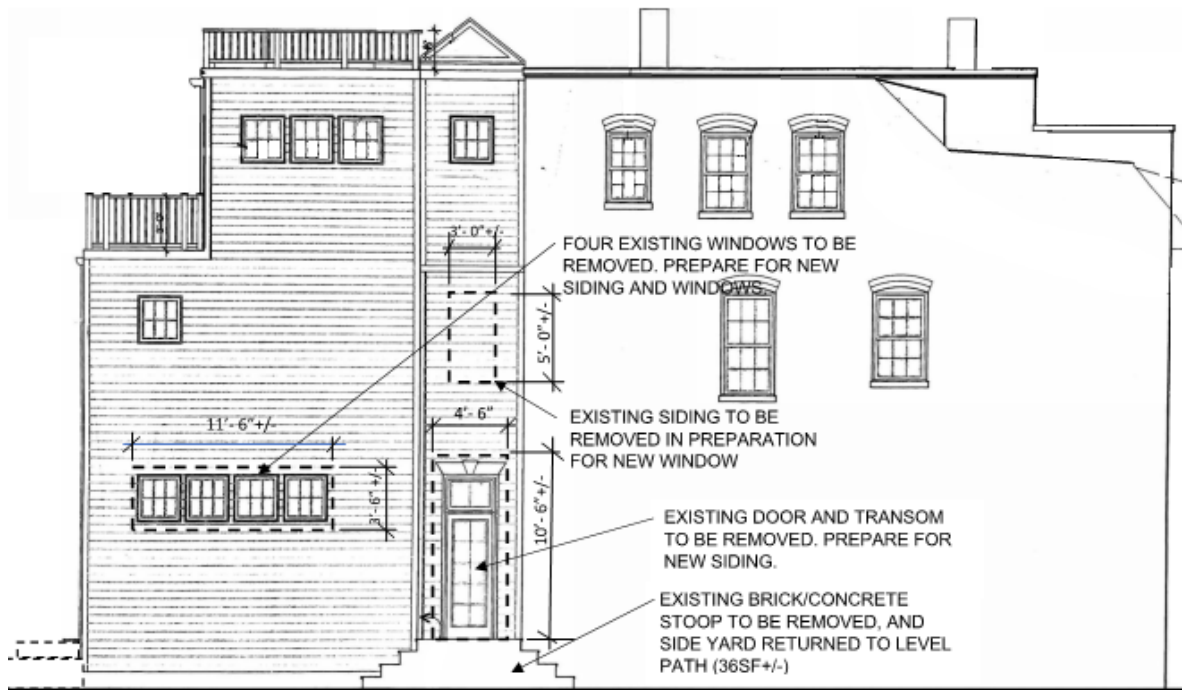 3'- 0"+/-
FOUR EXISTING WINDOWS TO BE
REMOVED. PREPARE FOR NEW
SIDING AND WINDOWS.
5'- 0"+/-
EXISTING SIDING TO BE
REMOVED IN PREPARATION
FOR NEW WINDOW
11'- 6"+/-
4'- 6"
3'- 6" +/-
10'- 6"+/-
EXISTING DOOR AND TRANSOM
TO BE REMOVED. PREPARE FOR
NEW SIDING.
EXISTING BRICK/CONCRETE
STOOP TO BE REMOVED, AND
SIDE YARD RETURNED TO LEVEL
PATH (36SF+/-)